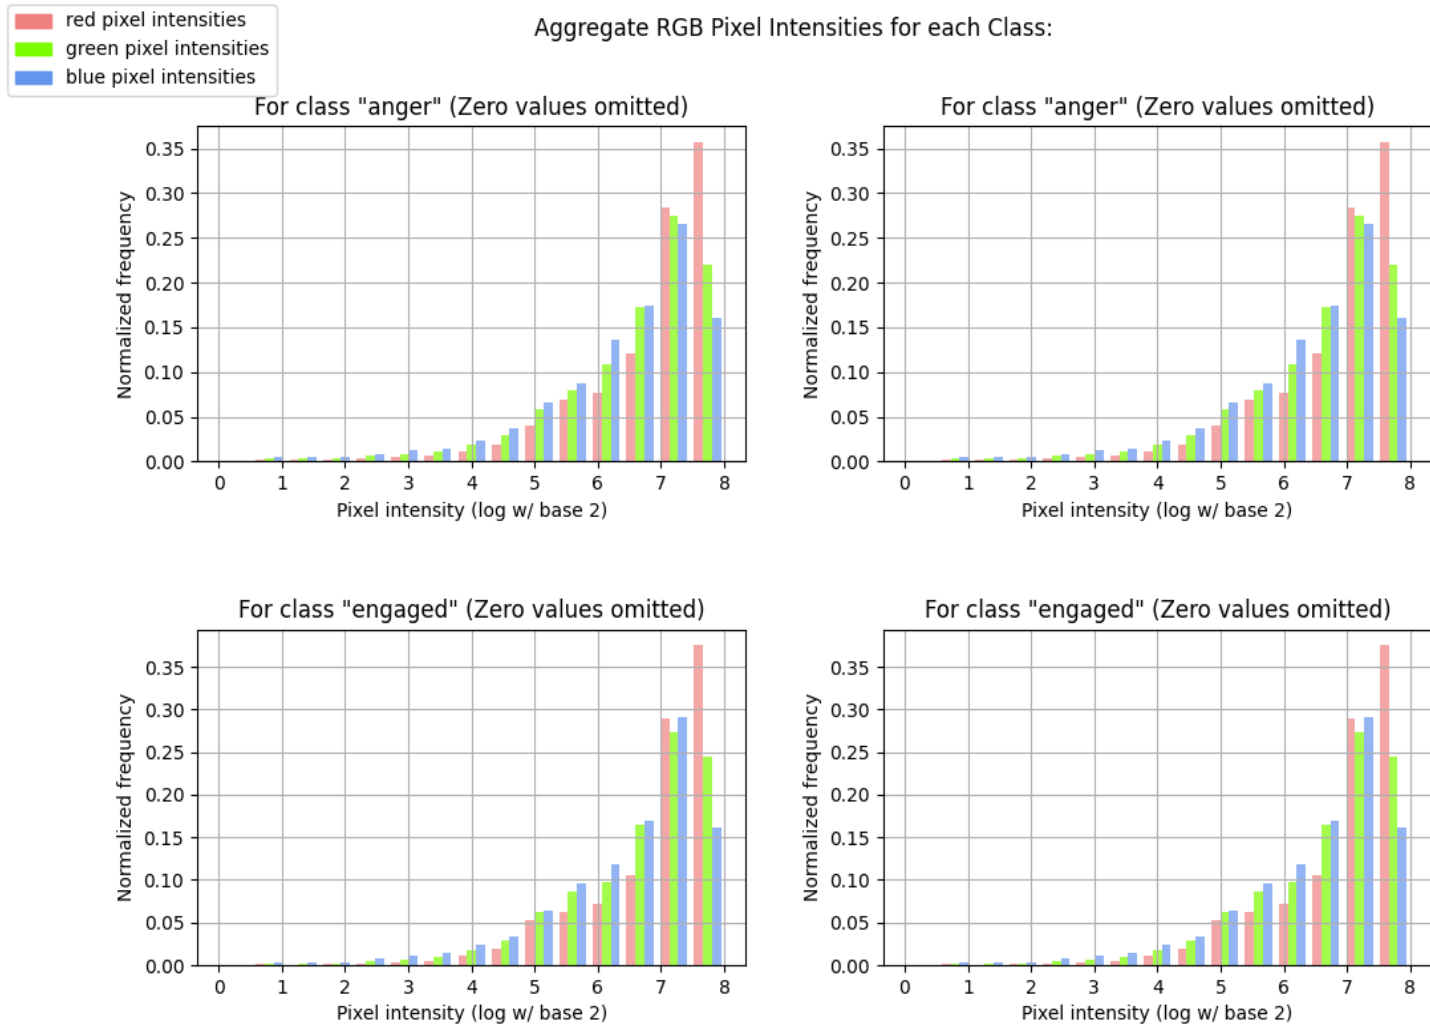 red pixel intensities
green pixel intensities
blue pixel intensities
Aggregate RGB Pixel Intensities for each Class:
For class "anger" (Zero values omitted)
Normalized frequency
0.35
0.30
0.25
0.20
0.15
0.10
0.05
0.00
0 1 2 3 4 5 6 7 8
Pixel intensity (log w/ base 2)
For class "anger" (Zero values omitted)
Normalized frequency
0.35
0.30
0.25
0.20
0.15
0.10
0.05
0.00
0 1 2 3 4 5 6 7 8
Pixel intensity (log w/ base 2)
For class "engaged" (Zero values omitted)
Normalized frequency
0.35
0.30
0.25
0.20
0.15
0.10
0.05
0.00
0 1 2 3 4 5 6 7 8
Pixel intensity (log w/ base 2)
For class "engaged" (Zero values omitted)
Normalized frequency
0.35
0.30
0.25
0.20
0.15
0.10
0.05
0.00
0 1 2 3 4 5 6 7 8
Pixel intensity (log w/ base 2)